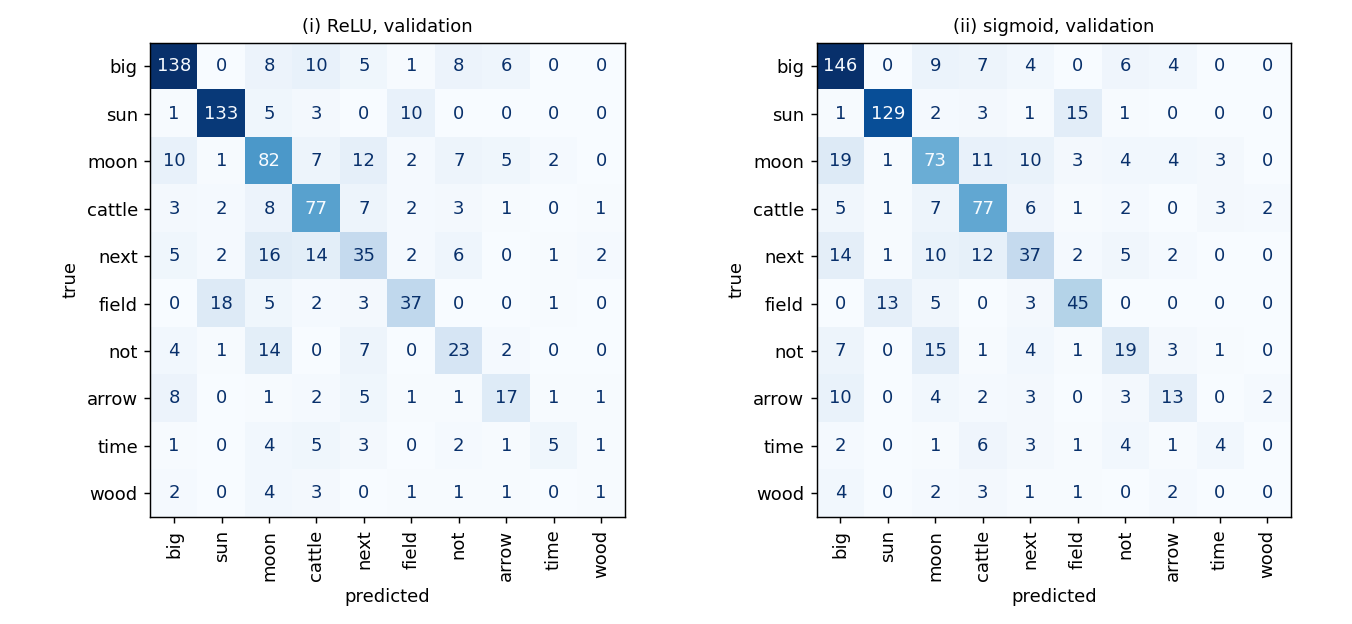 (i) ReLU, validation
true
big 138 0 8 10 5 1 8 6 0 0
sun 1 133 5 3 0 10 0 0 0 0
moon 10 1 82 7 12 2 7 5 2 0
cattle 3 2 8 77 7 2 3 1 0 1
next 5 2 16 14 35 2 6 0 1 2
field 0 18 5 2 3 37 0 0 1 0
not 4 1 14 0 7 0 23 2 0 0
arrow 8 0 1 2 5 1 1 17 1 1
time 1 0 4 5 3 0 2 1 5 1
wood 2 0 4 3 0 1 1 1 0 1
big sun moon cattle next field not arrow time wood
predicted
(ii) sigmoid, validation
true
big 146 0 9 7 4 0 6 4 0 0
sun 1 129 2 3 1 15 1 0 0 0
moon 19 1 73 11 10 3 4 4 3 0
cattle 5 1 7 77 6 1 2 0 3 2
next 14 1 10 12 37 2 5 2 0 0
field 0 13 5 0 3 45 0 0 0 0
not 7 0 15 1 4 1 19 3 1 0
arrow 10 0 4 2 3 0 3 13 0 2
time 2 0 1 6 3 1 4 1 4 0
wood 4 0 2 3 1 1 0 2 0 0
big sun moon cattle next field not arrow time wood
predicted